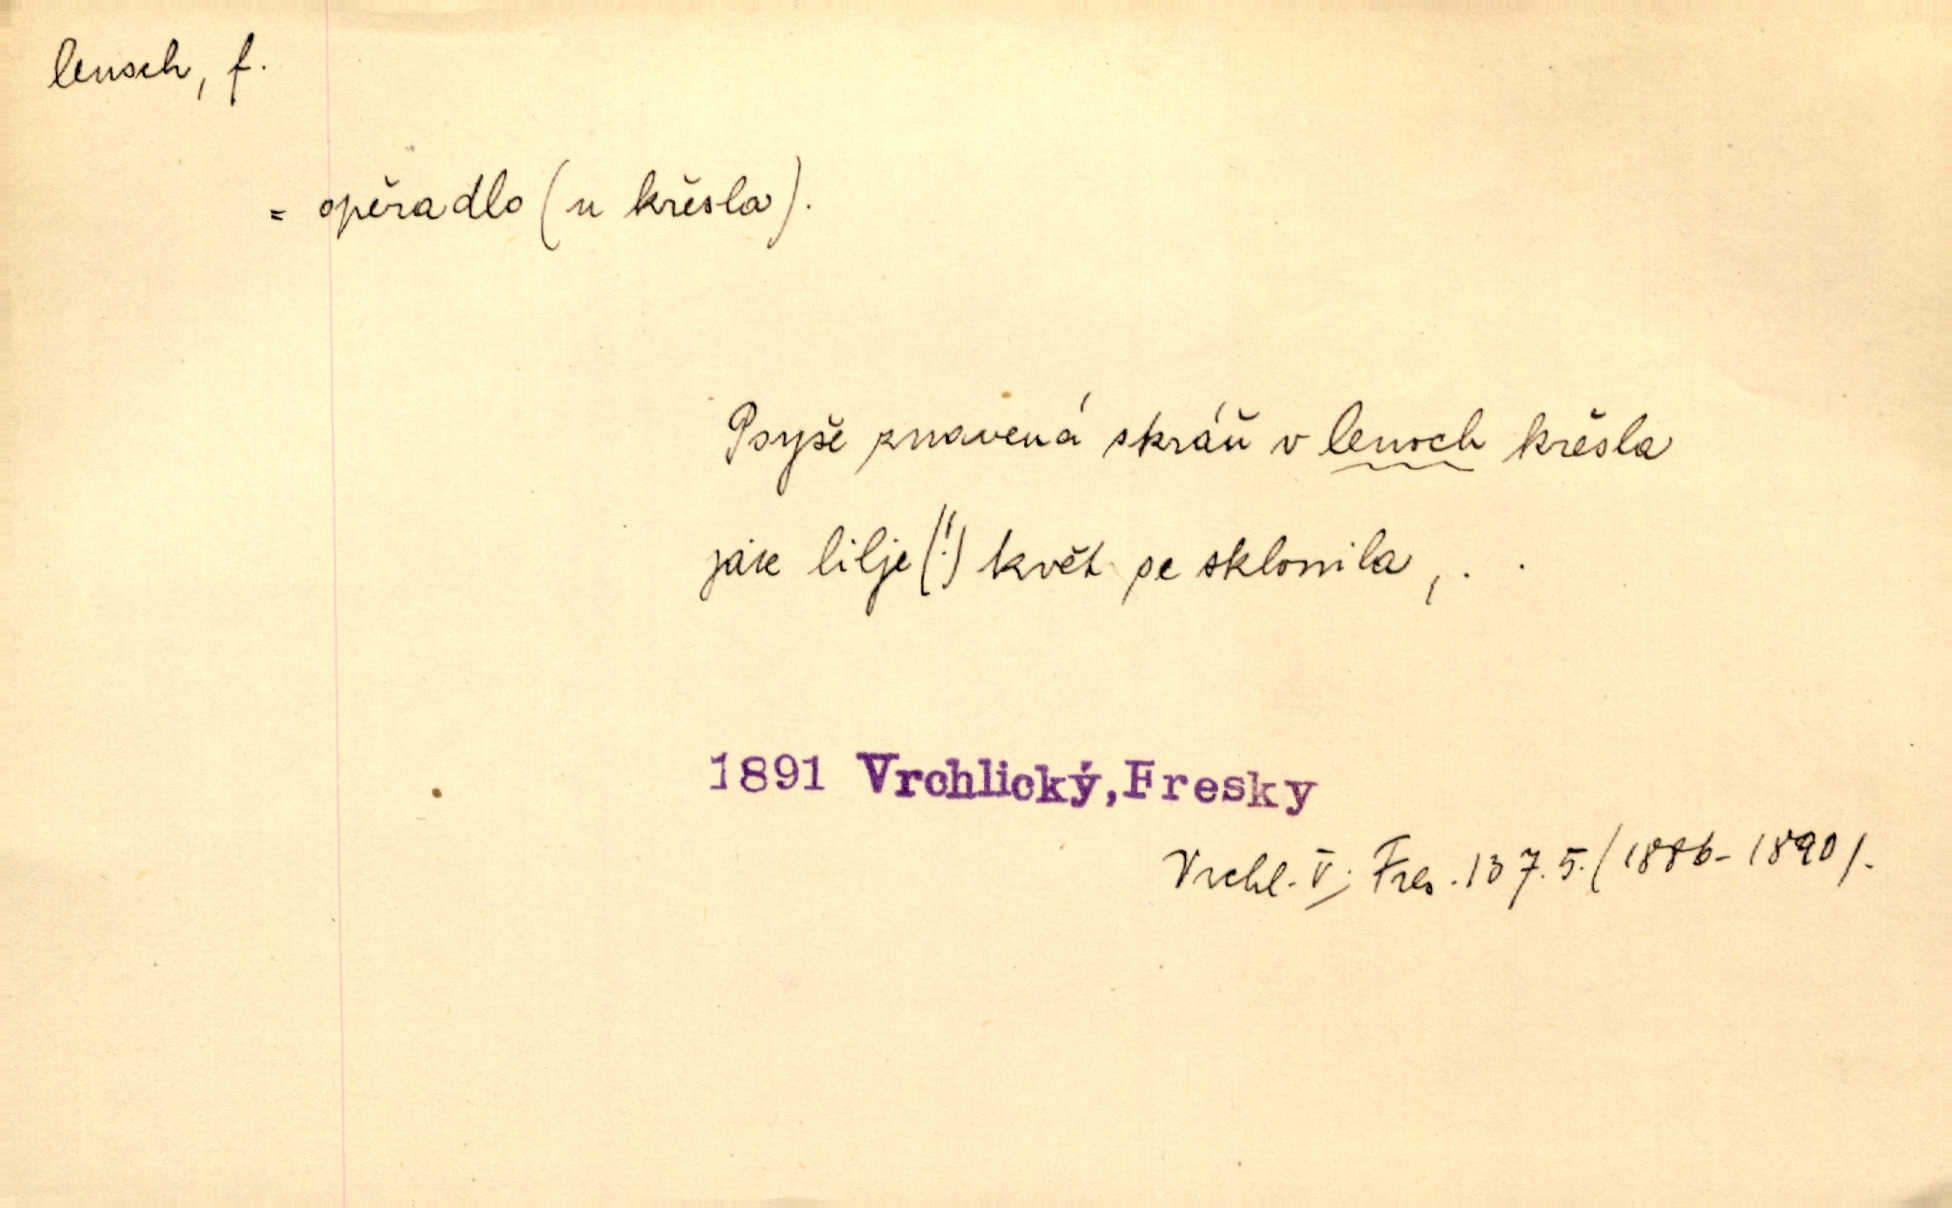 lenoch, f.
= opěradlo (u křesla).
Psyše znavená skráň v lenoch křesla
jak lilje (!) květ se sklonila, . .
1891 Vrchlický, Fresky
Vrchl. V, Fres. 137.5. (1886-1890).